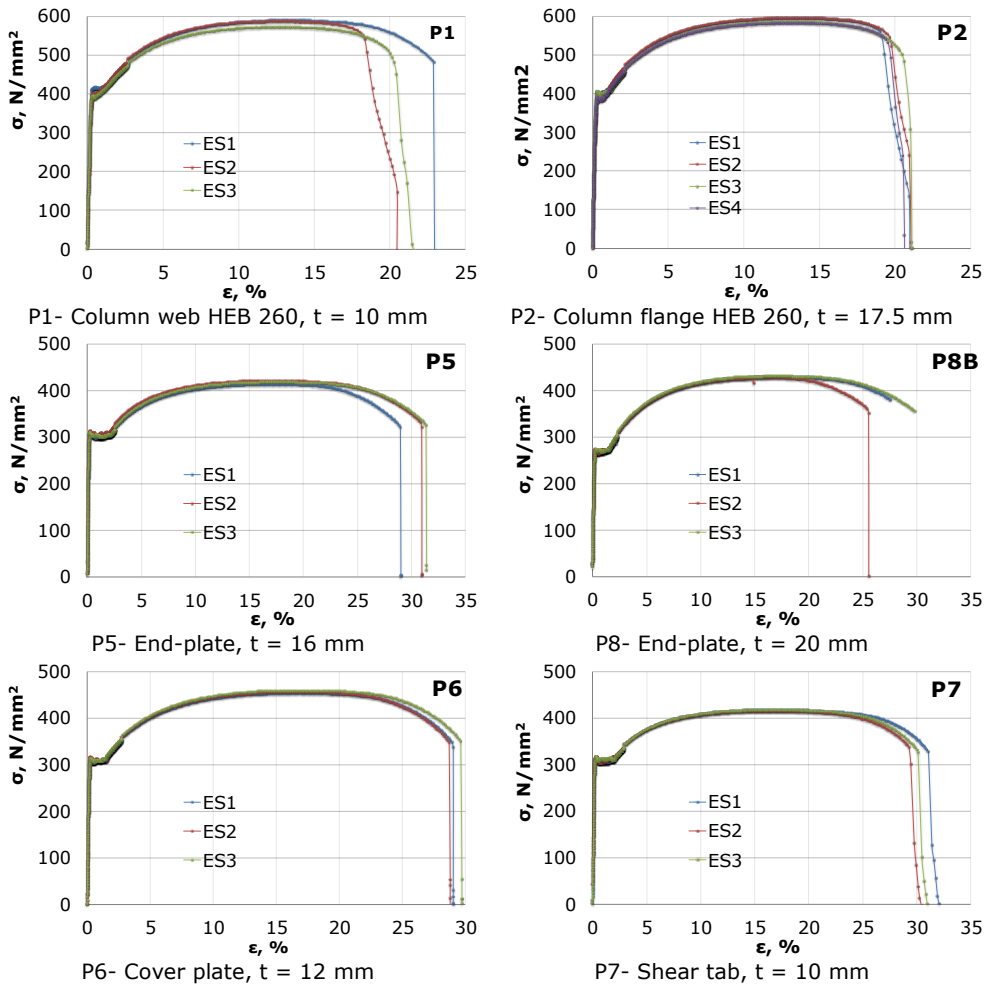 P1
σ, N/mm²
600
500
400
300
200
100
0
ES1
ES2
ES3
0 5 10 15 20 25
ε, %
P1- Column web HEB 260, t = 10 mm
P2
σ, N/mm2
600
500
400
300
200
100
0
ES1
ES2
ES3
ES4
0 5 10 15 20 25
ε, %
P2- Column flange HEB 260, t = 17.5 mm
P5
σ, N/mm²
500
400
300
200
100
0
ES1
ES2
ES3
0 5 10 15 20 25 30 35
ε, %
P5- End-plate, t = 16 mm
P8B
σ, N/mm²
500
400
300
200
100
0
ES1
ES2
ES3
0 5 10 15 20 25 30 35
ε, %
P8- End-plate, t = 20 mm
P6
σ, N/mm²
500
400
300
200
100
0
ES1
ES2
ES3
0 5 10 15 20 25 30
ε, %
P6- Cover plate, t = 12 mm
P7
σ, N/mm²
500
400
300
200
100
0
ES1
ES2
ES3
0 5 10 15 20 25 30 35
ε, %
P7- Shear tab, t = 10 mm